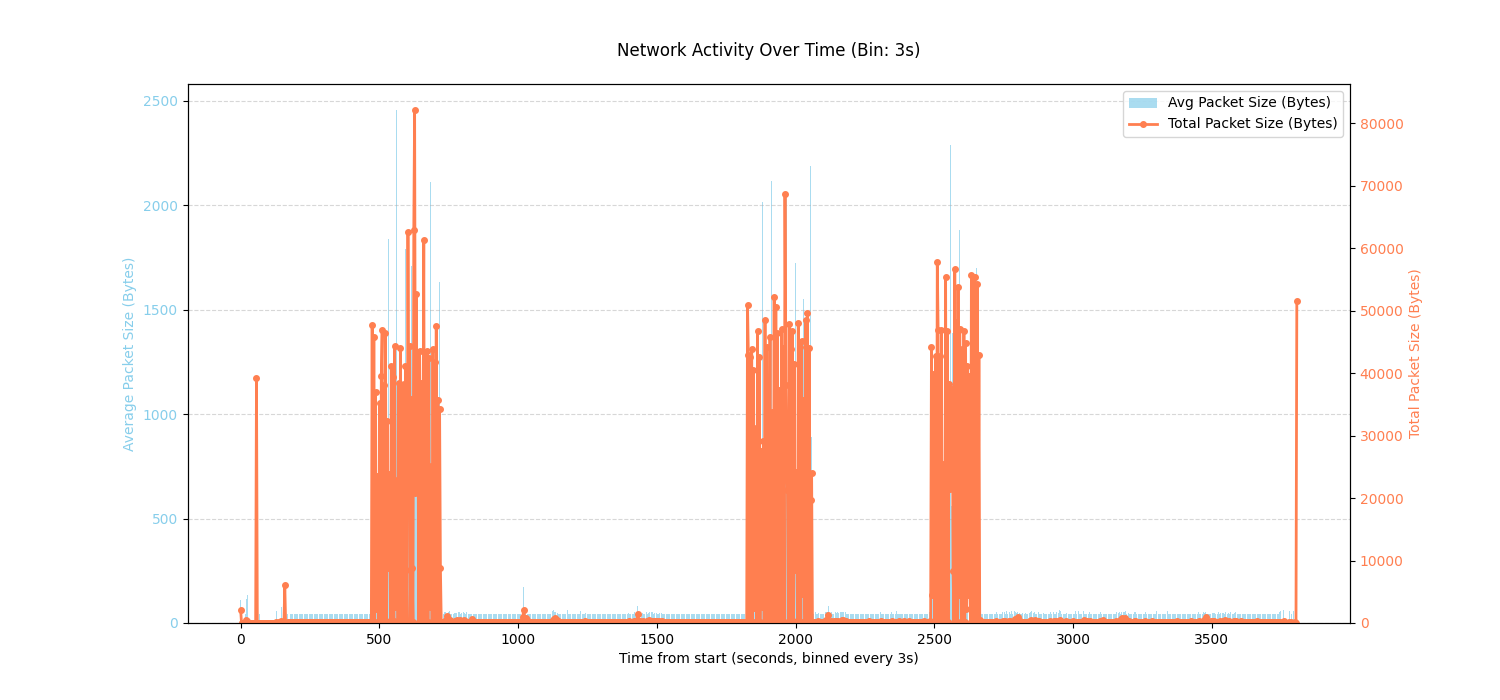 Network Activity Over Time (Bin: 3s)
Avg Packet Size (Bytes)
Total Packet Size (Bytes)
Average Packet Size (Bytes)
2500
2000
1500
1000
500
0
80000
70000
60000
50000
40000
30000
20000
10000
0
Total Packet Size (Bytes)
0 500 1000 1500 2000 2500 3000 3500
Time from start (seconds, binned every 3s)